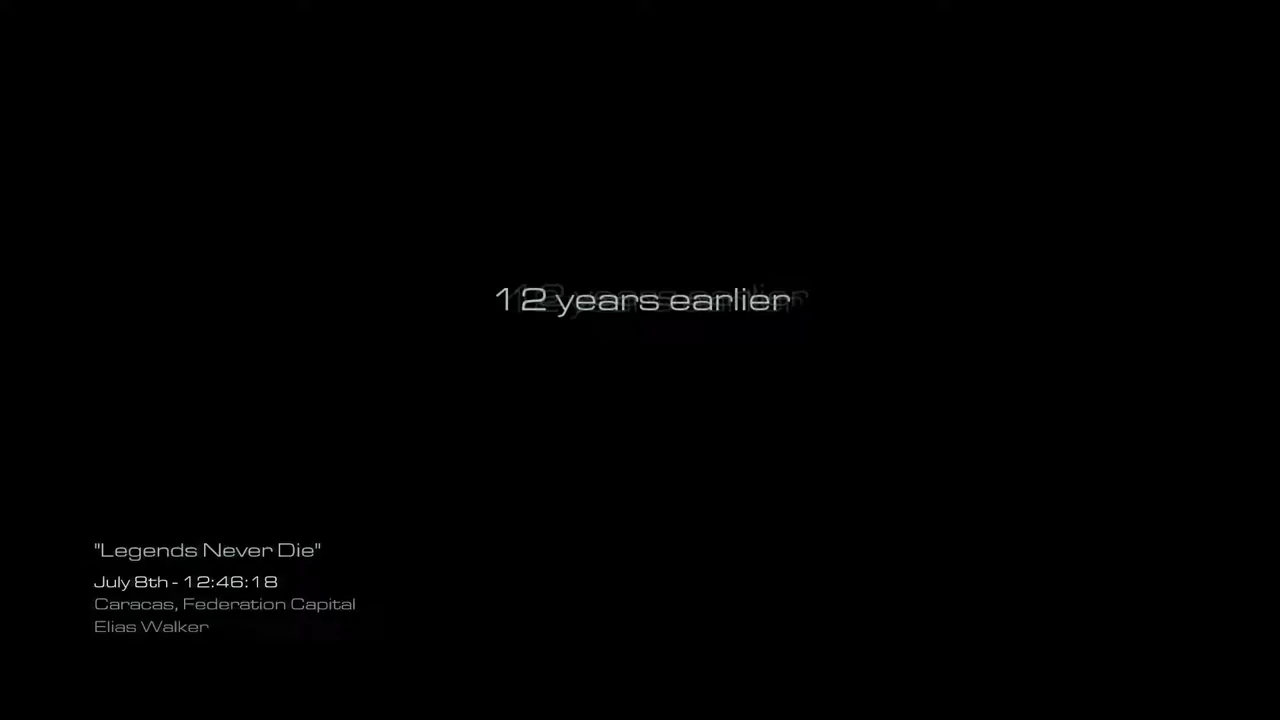 12 years earlier
"Legends Never Die"
July 8th - 12:46:18
Caracas, Federation Capital
Elias Walker